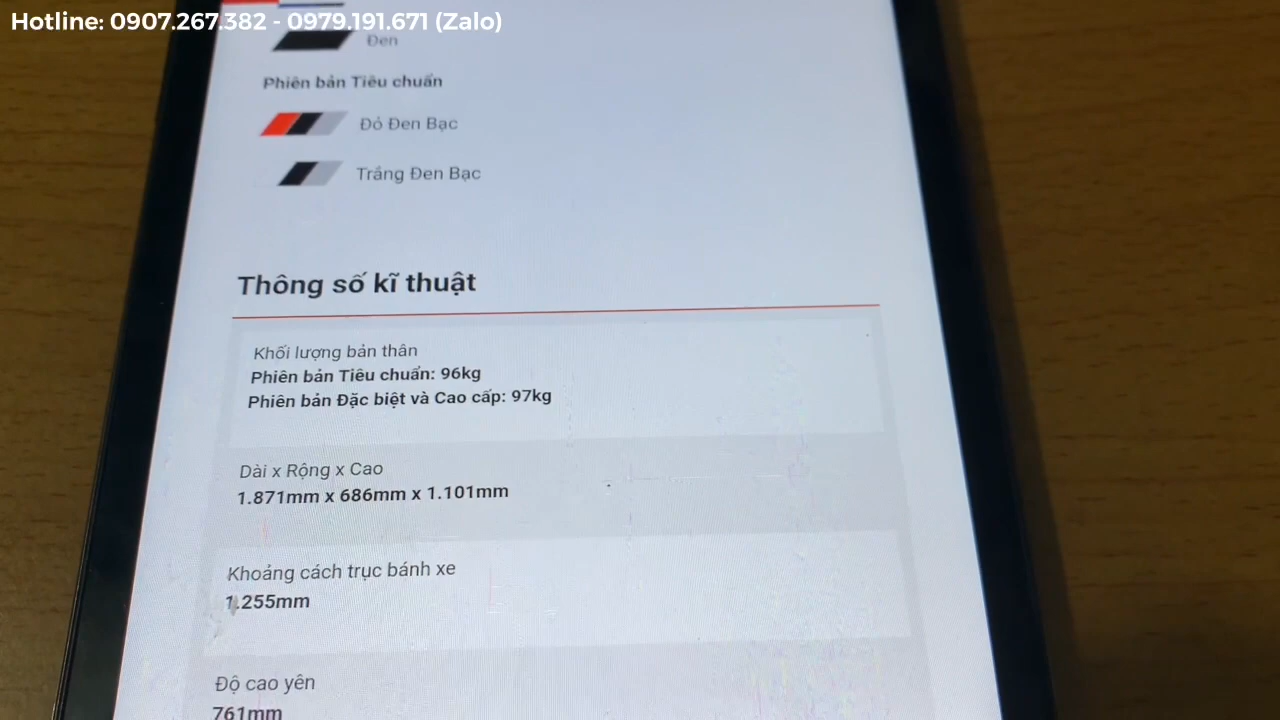 Hotline: 0907.267.382 - 0979.191.671 (Zalo)
Đen
Phiên bản Tiêu chuẩn
Đỏ Đen Bạc
Trắng Đen Bạc
Thông số kĩ thuật
Khối lượng bản thân
Phiên bản Tiêu chuẩn: 96kg
Phiên bản Đặc biệt và Cao cấp: 97kg
Dài x Rộng x Cao
1.871mm x 686mm x 1.101mm
Khoảng cách trục bánh xe
1.255mm
Độ cao yên
761mm